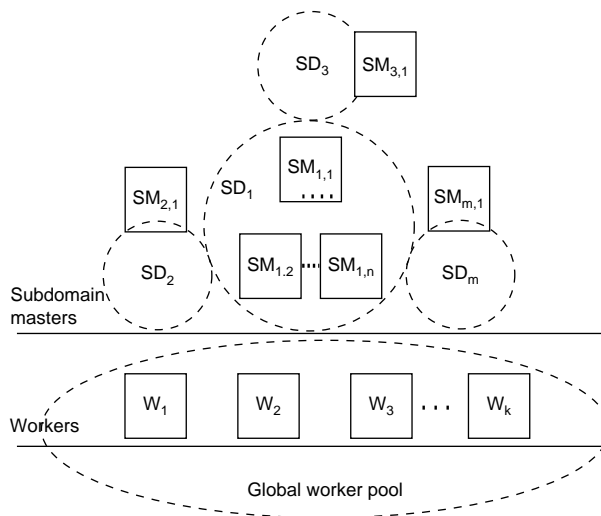 SD3 SM3,1
SM1,1
....
SD1
SM2,1
SMm,1
SM1.2 ..... SM1,n
SD2
SDm
Subdomain
masters
W1 W2 W3 .... Wk
Workers
Global worker pool